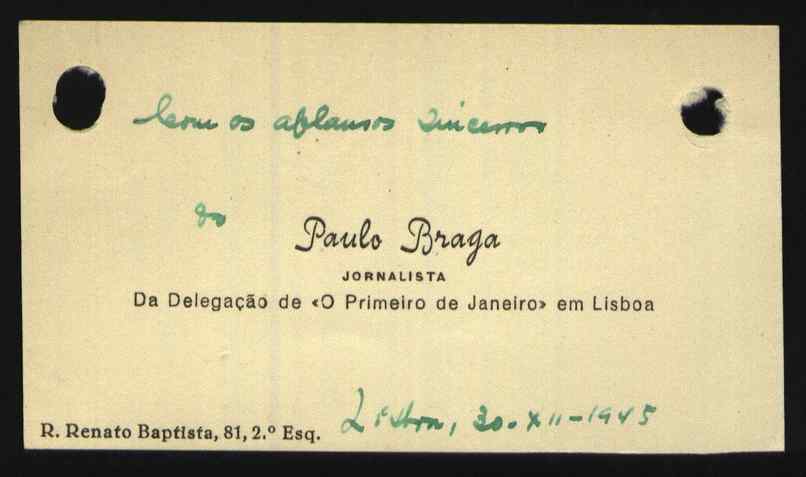 Com os aplausos sinceros
do
Paulo Braga
JORNALISTA
Da Delegação de «O Primeiro de Janeiro» em Lisboa
Lisboa, 30-XII-1945
R. Renato Baptista, 81, 2.º Esq.